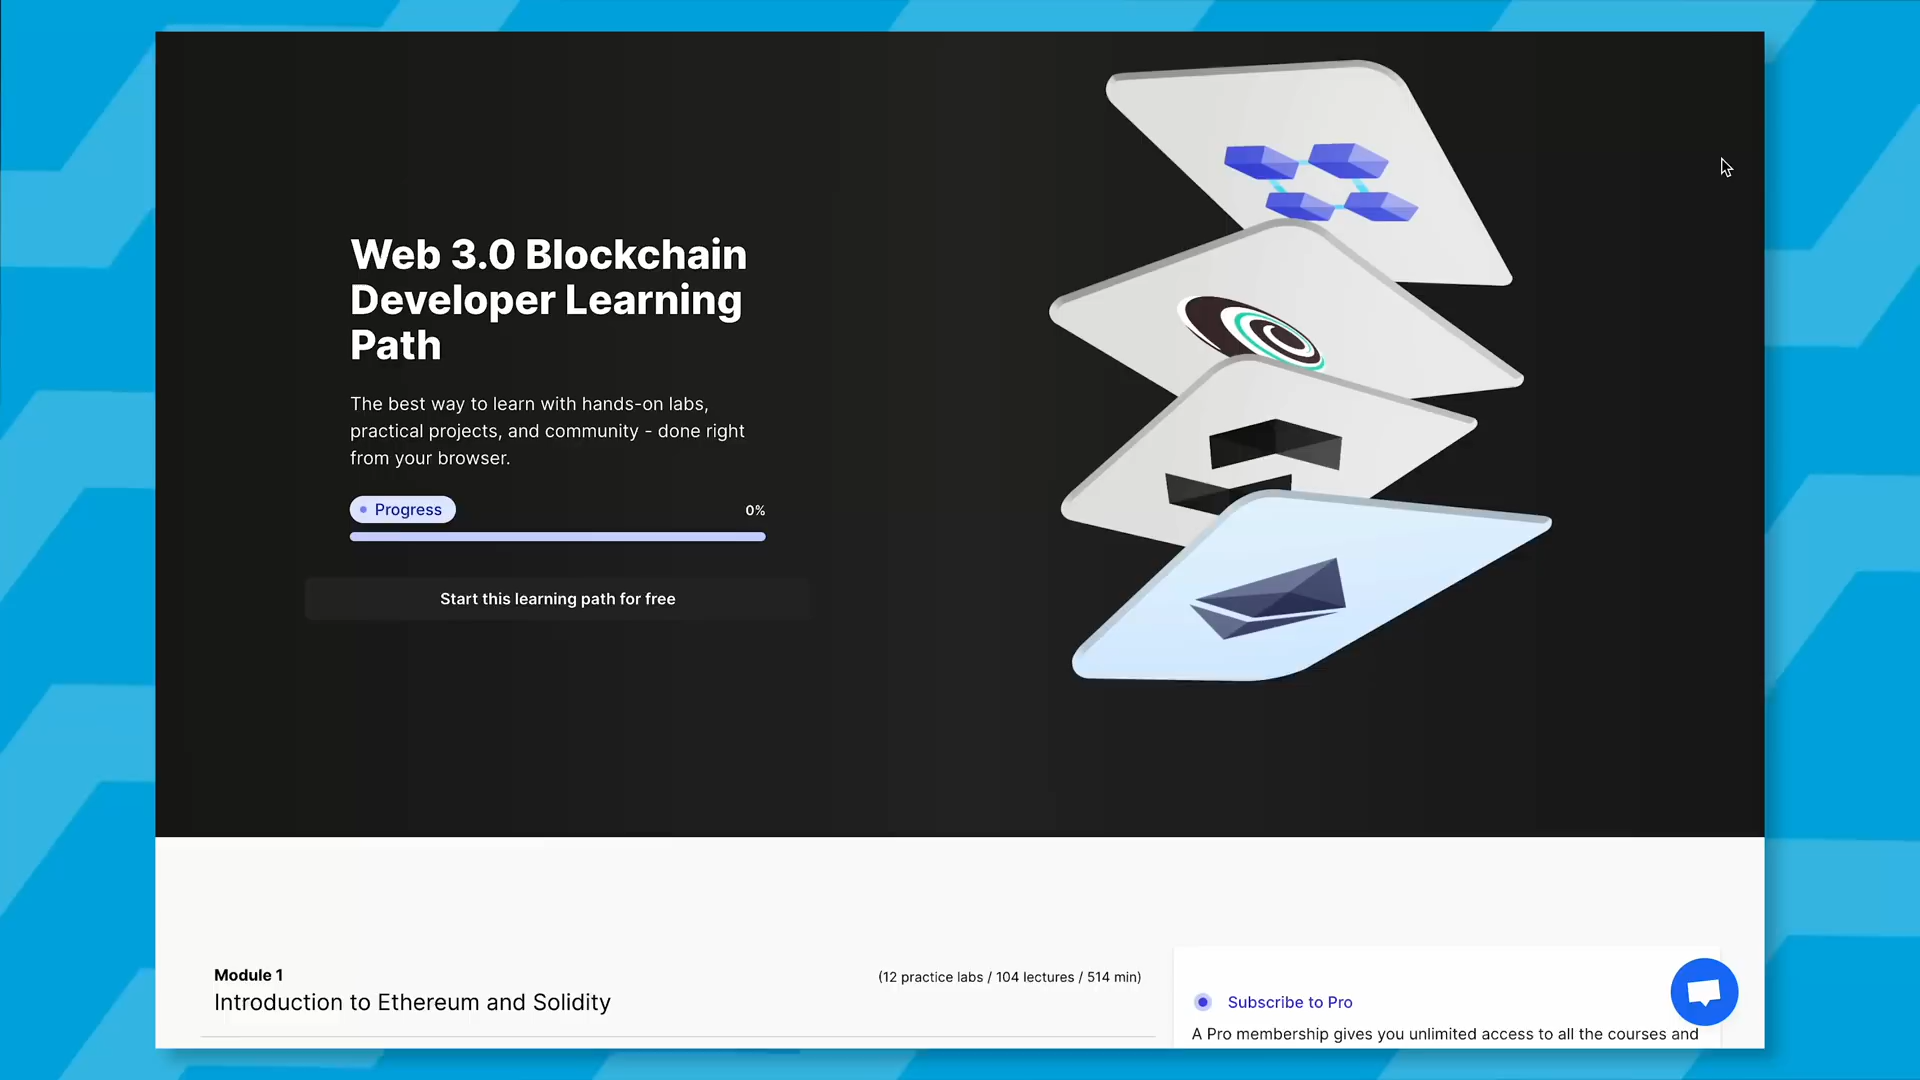 Web 3.0 Blockchain
Developer Learning
Path
The best way to learn with hands-on labs,
practical projects, and community - done right
from your browser.
Progress
0%
Start this learning path for free
Module 1
(12 practice labs / 104 lectures / 514 min)
Introduction to Ethereum and Solidity
Subscribe to Pro
A Pro membership gives you unlimited access to all the courses and